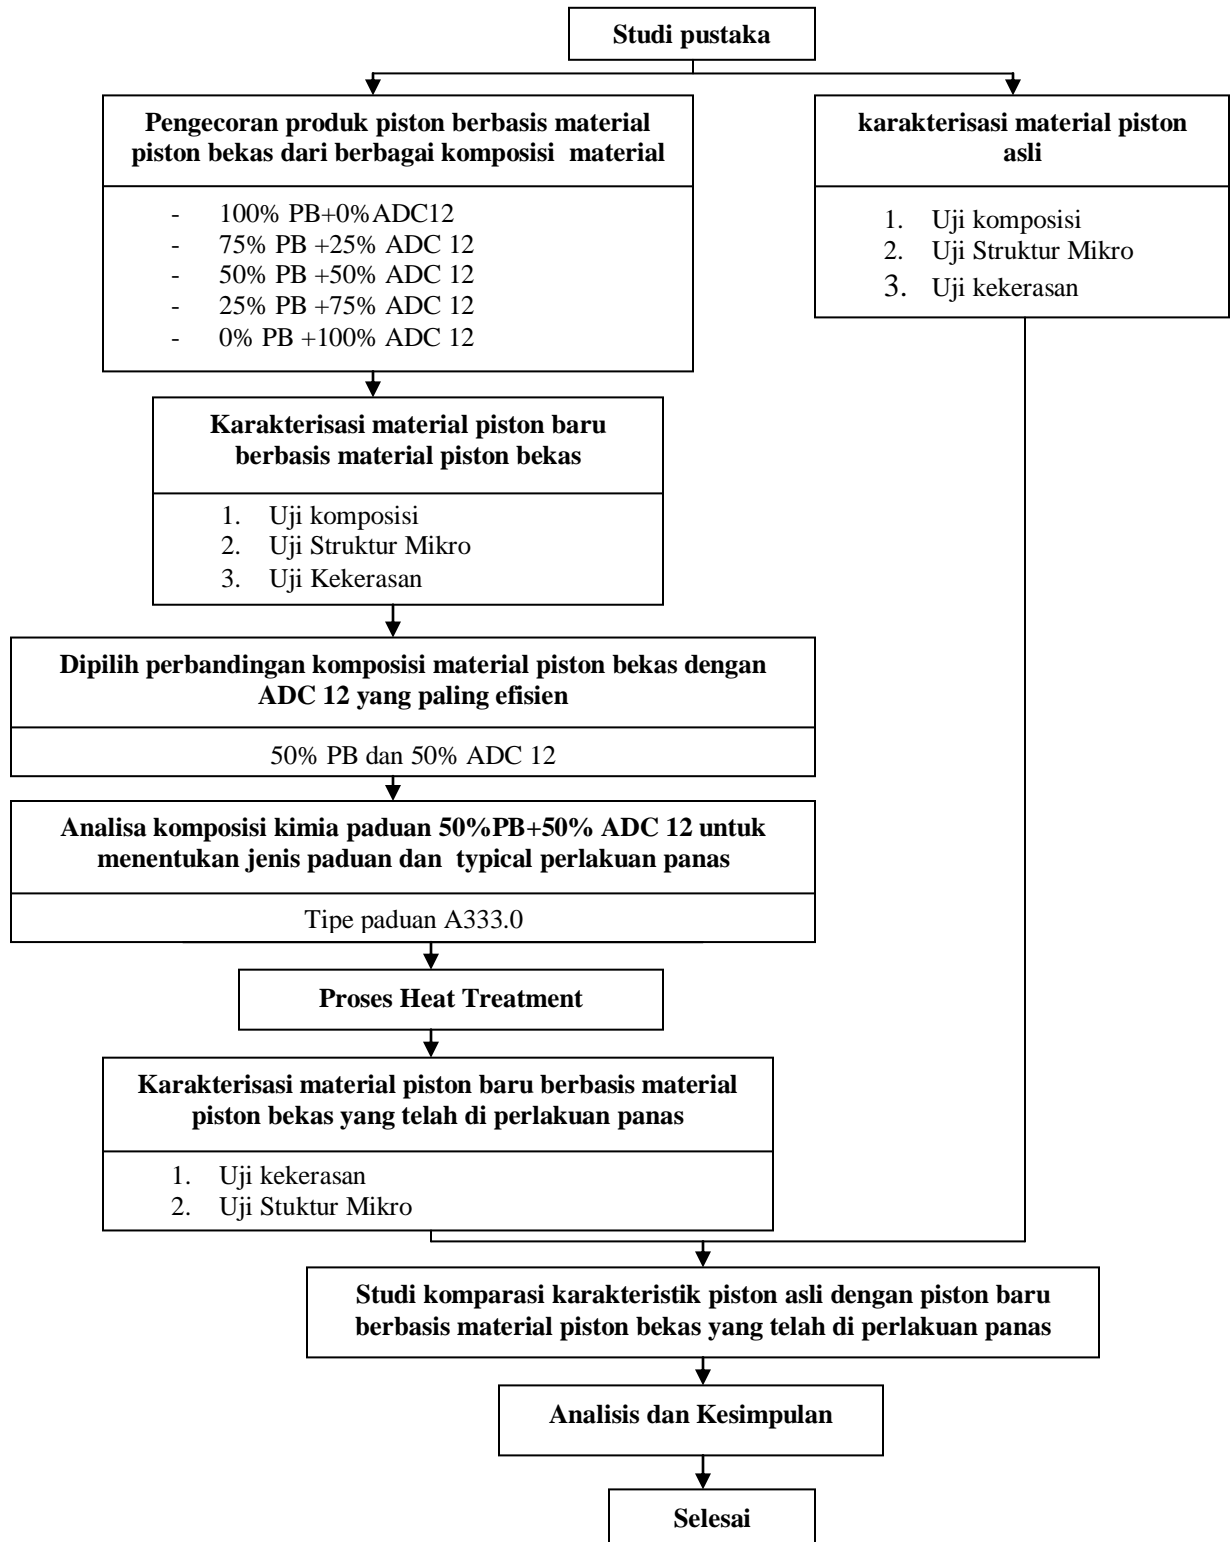 Studi pustaka
Pengecoran produk piston berbasis material
piston bekas dari berbagai komposisi material
- 100% PB+0%ADC12
- 75% PB +25% ADC 12
- 50% PB +50% ADC 12
- 25% PB +75% ADC 12
- 0% PB +100% ADC 12
karakterisasi material piston
asli
1. Uji komposisi
2. Uji Struktur Mikro
3. Uji kekerasan
Karakterisasi material piston baru
berbasis material piston bekas
1. Uji komposisi
2. Uji Struktur Mikro
3. Uji Kekerasan
Dipilih perbandingan komposisi material piston bekas dengan
ADC 12 yang paling efisien
50% PB dan 50% ADC 12
Analisa komposisi kimia paduan 50%PB+50% ADC 12 untuk
menentukan jenis paduan dan typical perlakuan panas
Tipe paduan A333.0
Proses Heat Treatment
Karakterisasi material piston baru berbasis material
piston bekas yang telah di perlakuan panas
1. Uji kekerasan
2. Uji Stuktur Mikro
Studi komparasi karakteristik piston asli dengan piston baru
berbasis material piston bekas yang telah di perlakuan panas
Analisis dan Kesimpulan
Selesai